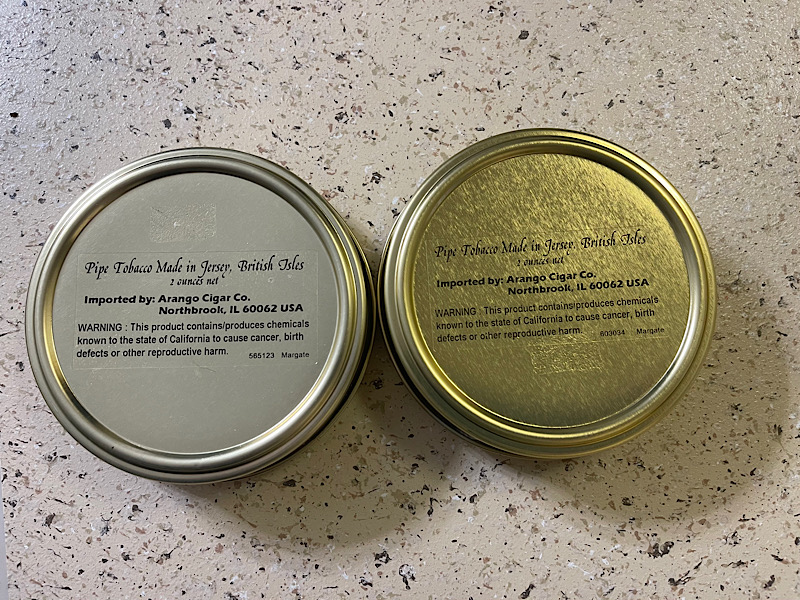 Pipe Tobacco Made in Jersey, British Isles
2 ounces net
Imported by: Arango Cigar Co.
Northbrook, IL 60062 USA
WARNING : This product contains/produces chemicals
known to the state of California to cause cancer, birth
defects or other reproductive harm. 565123 Margate
Pipe Tobacco Made in Jersey, British Isles
2 ounces net
Imported by: Arango Cigar Co.
Northbrook, IL 60062 USA
WARNING : This product contains/produces chemicals
known to the state of California to cause cancer, birth
defects or other reproductive harm. 603034 Margate